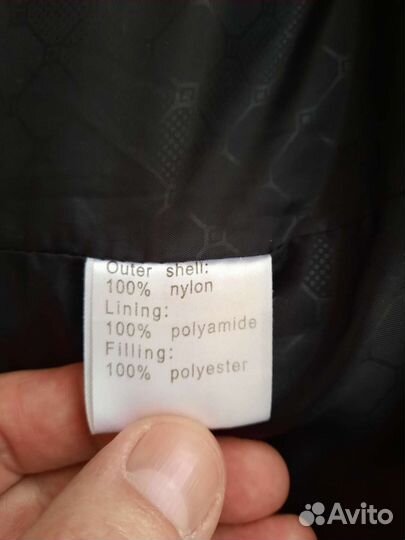 Outer shell:
100% nylon
Lining:
100% polyamide
Filling:
100% polyester
Avito